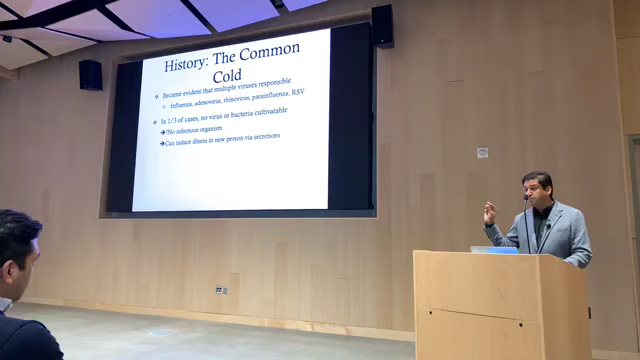 History: The Common
Cold
Became evident that multiple viruses responsible
Influenza, adenovirus, rhinovirus, parainfluenza, RSV
In 1/3 of cases, no virus or bacteria cultivatable
➔?No infectious organism
➔Can induce illness in new person via secretions